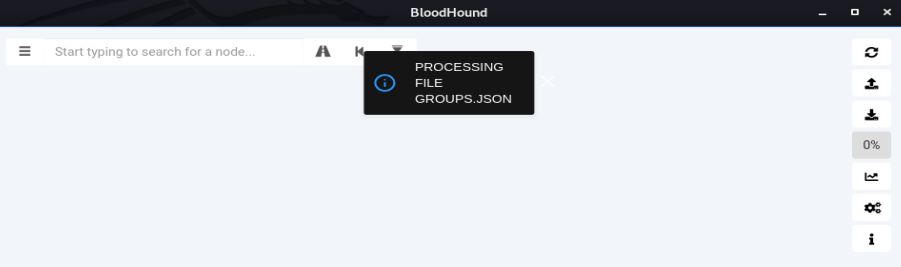 BloodHound
Start typing to search for a node...
PROCESSING
FILE
GROUPS.JSON
0%